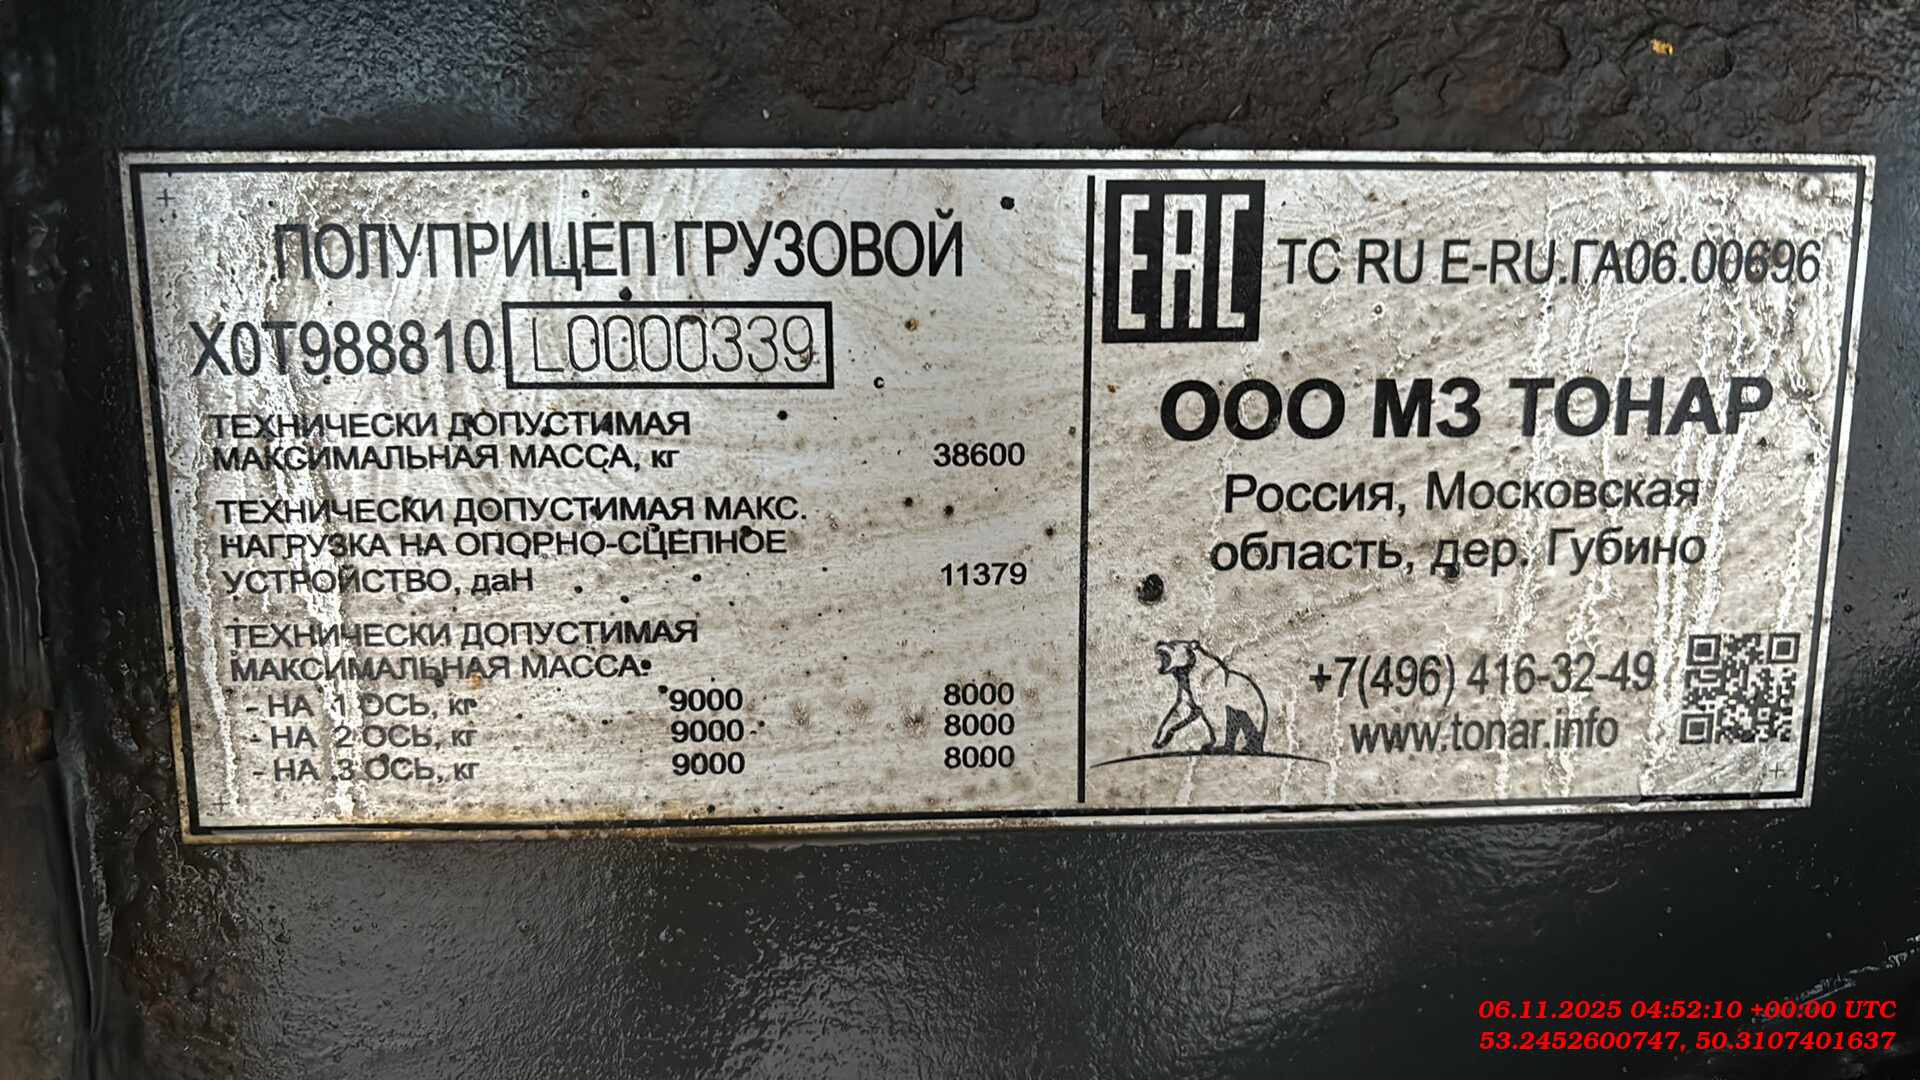 ПОЛУПРИЦЕП ГРУЗОВОЙ
X0T988810 L0000339
ТЕХНИЧЕСКИ ДОПУСТИМАЯ
МАКСИМАЛЬНАЯ МАССА, кг 38600
ТЕХНИЧЕСКИ ДОПУСТИМАЯ МАКС.
НАГРУЗКА НА ОПОРНО-СЦЕПНОЕ
УСТРОЙСТВО, даН 11379
ТЕХНИЧЕСКИ ДОПУСТИМАЯ
МАКСИМАЛЬНАЯ МАССА:
- НА 1 ОСЬ, кг 9000 8000
- НА 2 ОСЬ, кг 9000 8000
- НА 3 ОСЬ, кг 9000 8000
EAC ТС RU Е-RU.ГА06.00696
ООО МЗ ТОНАР
Россия, Московская
область, дер. Губино
+7(496) 416-32-49
www.tonar.info
06.11.2025 04:52:10 +00:00 UTC
53.2452600747, 50.3107401637